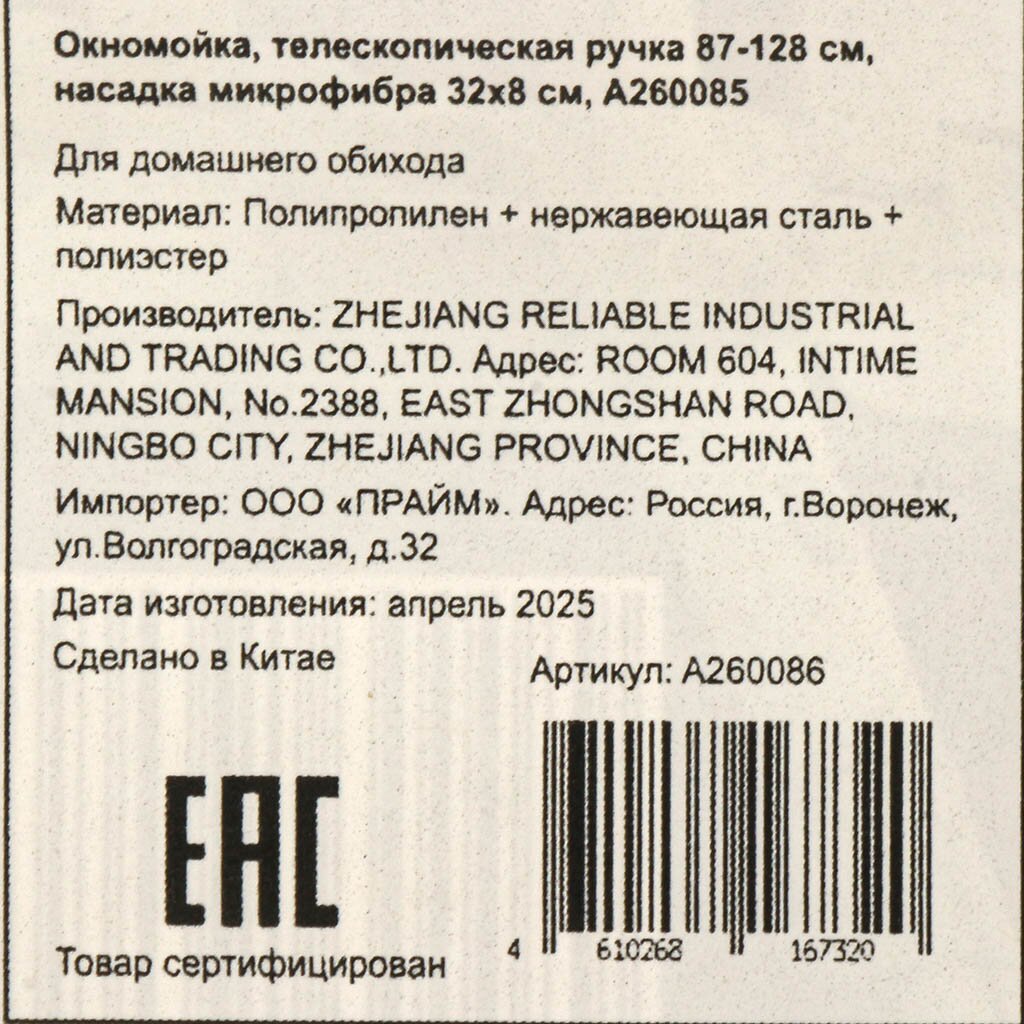 Окномойка, телескопическая ручка 87-128 см,
насадка микрофибра 32х8 см, А260085
Для домашнего обихода
Материал: Полипропилен + нержавеющая сталь +
полиэстер
Производитель: ZHEJIANG RELIABLE INDUSTRIAL
AND TRADING CO.,LTD. Адрес: ROOM 604, INTIME
MANSION, No.2388, EAST ZHONGSHAN ROAD,
NINGBO CITY, ZHEJIANG PROVINCE, CHINA
Импортер: ООО «ПРАЙМ». Адрес: Россия, г.Воронеж,
ул.Волгоградская, д.32
Дата изготовления: апрель 2025
Сделано в Китае
Артикул: А260086
EAC
Товар сертифицирован
4 610268 167320